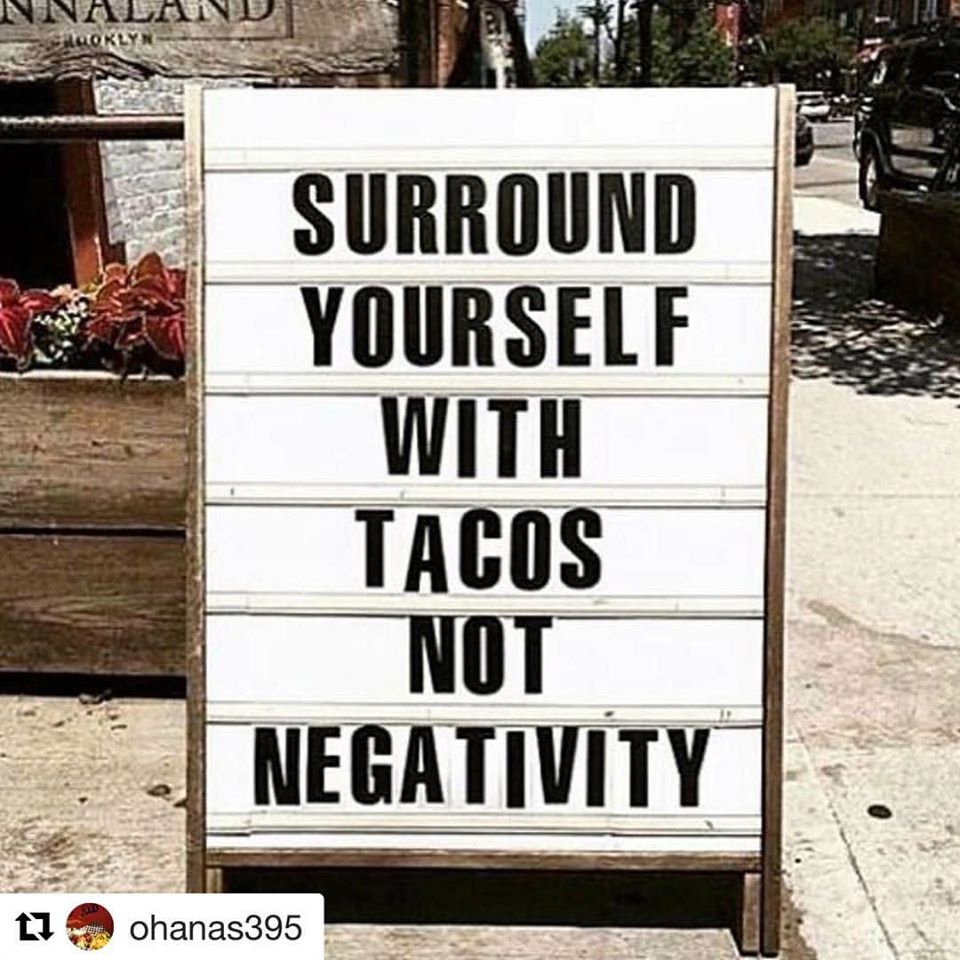 NNALAND
SURROUND
YOURSELF
WITH
TACOS
NOT
NEGATIVITY
ohanas395